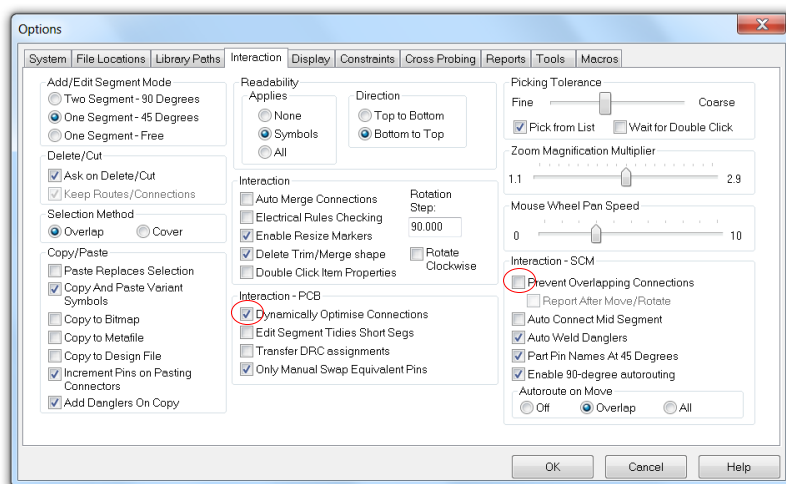 Options
System File Locations Library Paths Interaction Display Constraints Cross Probing Reports Tools Macros
Add/Edit Segment Mode
Two Segment - 90 Degrees
One Segment - 45 Degrees
One Segment - Free
Delete/Cut
Ask on Delete/Cut
Keep Routes/Connections
Selection Method
Overlap Cover
Copy/Paste
Paste Replaces Selection
Copy And Paste Variant
Symbols
Copy to Bitmap
Copy to Metafile
Copy to Design File
Increment Pins on Pasting
Connectors
Add Danglers On Copy
Readability
Applies
None
Symbols
All
Direction
Top to Bottom
Bottom to Top
Interaction
Auto Merge Connections
Electrical Rules Checking
Enable Resize Markers
Delete Trim/Merge shape
Double Click Item Properties
Rotation
Step:
90.000
Rotate
Clockwise
Interaction - PCB
Dynamically Optimise Connections
Edit Segment Tidies Short Segs
Transfer DRC assignments
Only Manual Swap Equivalent Pins
Picking Tolerance
Fine Coarse
Pick from List Wait for Double Click
Zoom Magnification Multiplier
1.1 2.9
Mouse Wheel Pan Speed
0 10
Interaction - SCM
Prevent Overlapping Connections
Report After Move/Rotate
Auto Connect Mid Segment
Auto Weld Danglers
Part Pin Names At 45 Degrees
Enable 90-degree autorouting
Autoroute on Move
Off Overlap All
OK Cancel Help